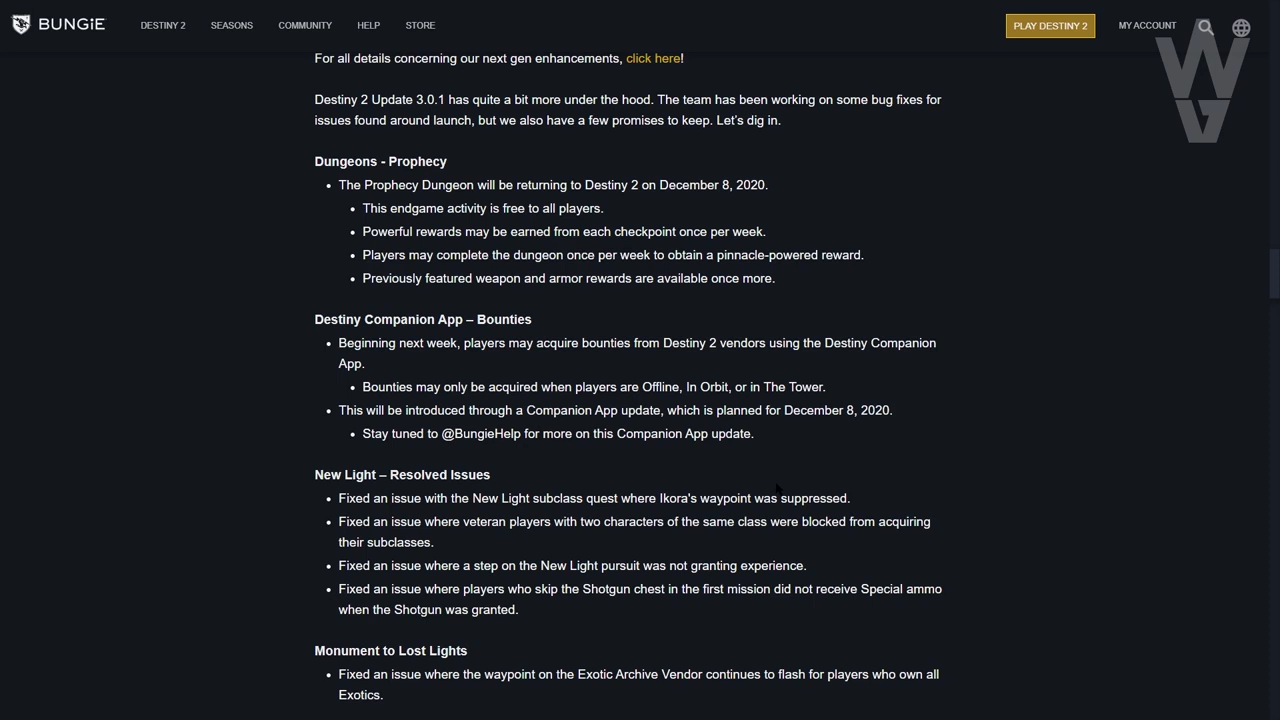 BUNGiE DESTINY 2 SEASONS COMMUNITY HELP STORE PLAY DESTINY 2 MY ACCOUNT
WG
For all details concerning our next gen enhancements, click here!
Destiny 2 Update 3.0.1 has quite a bit more under the hood. The team has been working on some bug fixes for
issues found around launch, but we also have a few promises to keep. Let's dig in.
Dungeons - Prophecy
• The Prophecy Dungeon will be returning to Destiny 2 on December 8, 2020.
• This endgame activity is free to all players.
• Powerful rewards may be earned from each checkpoint once per week.
• Players may complete the dungeon once per week to obtain a pinnacle-powered reward.
• Previously featured weapon and armor rewards are available once more.
Destiny Companion App – Bounties
• Beginning next week, players may acquire bounties from Destiny 2 vendors using the Destiny Companion
App.
• Bounties may only be acquired when players are Offline, In Orbit, or in The Tower.
• This will be introduced through a Companion App update, which is planned for December 8, 2020.
• Stay tuned to @BungieHelp for more on this Companion App update.
New Light – Resolved Issues
• Fixed an issue with the New Light subclass quest where Ikora's waypoint was suppressed.
• Fixed an issue where veteran players with two characters of the same class were blocked from acquiring
their subclasses.
• Fixed an issue where a step on the New Light pursuit was not granting experience.
• Fixed an issue where players who skip the Shotgun chest in the first mission did not receive Special ammo
when the Shotgun was granted.
Monument to Lost Lights
• Fixed an issue where the waypoint on the Exotic Archive Vendor continues to flash for players who own all
Exotics.